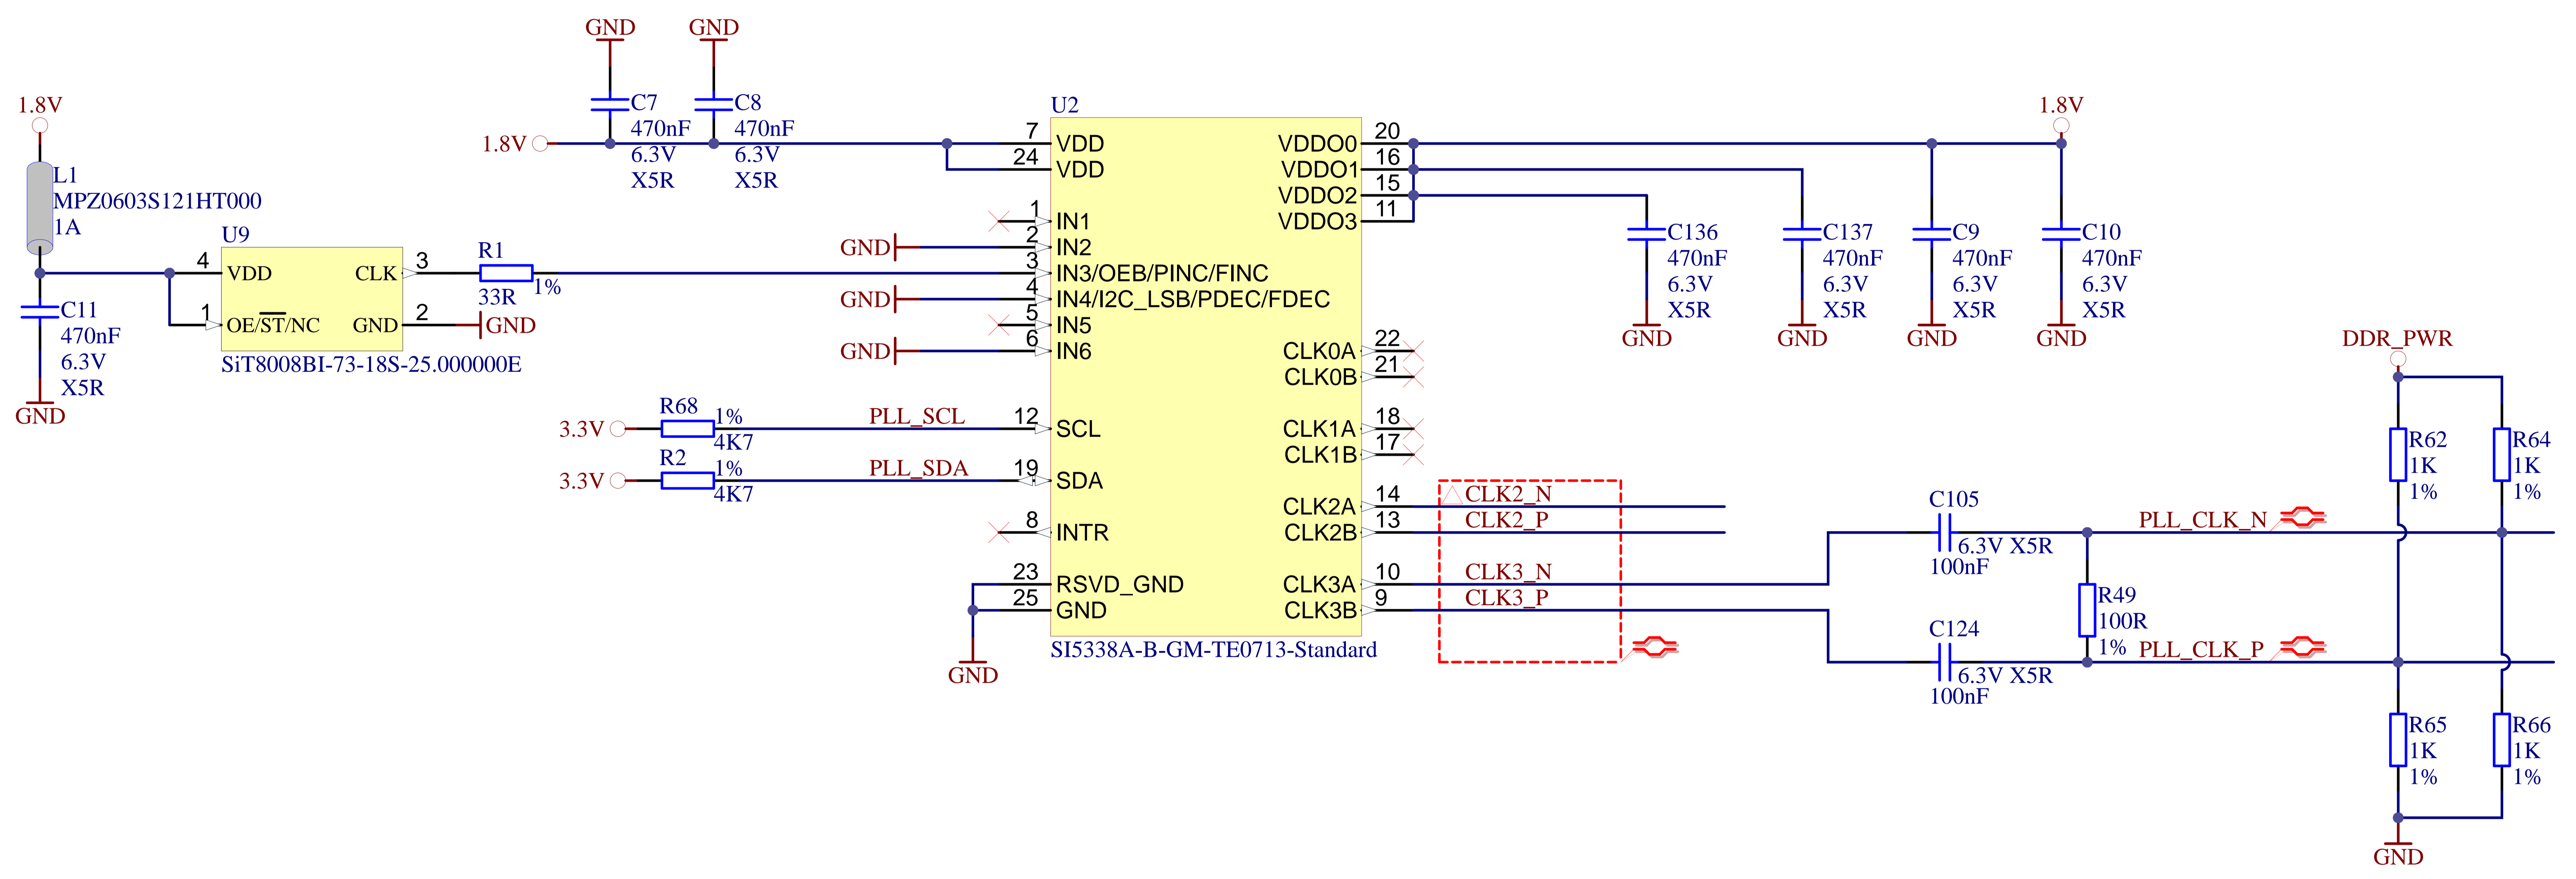 GND
GND
1.8V
C7
470nF
6.3V
X5R
C8
470nF
6.3V
X5R
1.8V
L1
MPZ0603S121HT000
1A
C11
470nF
6.3V
X5R
GND
U9
4
VDD
CLK
3
1
OE/ST/NC
GND
2
GND
SiT8008BI-73-18S-25.000000E
R1
33R
1%
U2
7
VDD
24
VDD
1
IN1
GND
2
IN2
3
IN3/OEB/PINC/FINC
GND
4
IN4/I2C_LSB/PDEC/FDEC
5
IN5
GND
6
IN6
3.3V
R68
1%
4K7
PLL_SCL
12
SCL
3.3V
R2
1%
4K7
PLL_SDA
19
SDA
8
INTR
23
RSVD_GND
25
GND
GND
VDDO0
20
VDDO1
16
VDDO2
15
VDDO3
11
CLK0A
22
CLK0B
21
CLK1A
18
CLK1B
17
CLK2A
14
CLK2_N
CLK2B
13
CLK2_P
CLK3A
10
CLK3_N
CLK3B
9
CLK3_P
SI5338A-B-GM-TE0713-Standard
1.8V
C136
470nF
6.3V
X5R
GND
C137
470nF
6.3V
X5R
GND
C9
470nF
6.3V
X5R
GND
C10
470nF
6.3V
X5R
GND
C105
6.3V X5R
100nF
C124
6.3V X5R
100nF
R49
100R
1%
PLL_CLK_N
PLL_CLK_P
DDR_PWR
R62
1K
1%
R64
1K
1%
R65
1K
1%
R66
1K
1%
GND